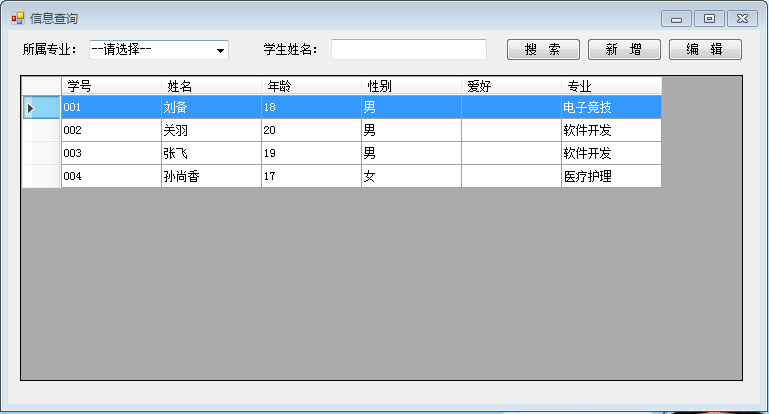 信息查询
所属专业： --请选择-- 学生姓名： 搜 索 新 增 编 辑
学号 姓名 年龄 性别 爱好 专业
001 刘备 18 男 电子竞技
002 关羽 20 男 软件开发
003 张飞 19 男 软件开发
004 孙尚香 17 女 医疗护理